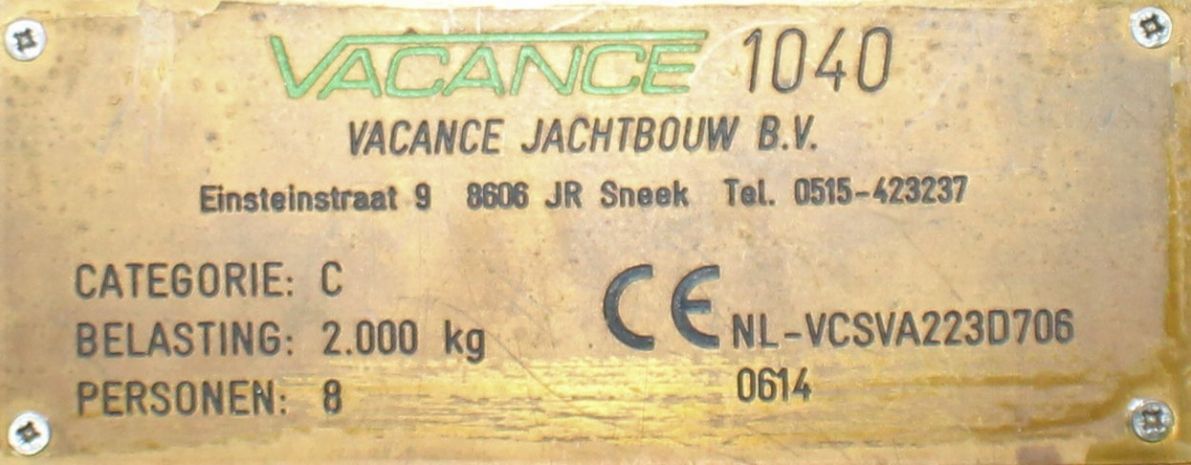 VACANCE 1040
VACANCE JACHTBOUW B.V.
Einsteinstraat 9 8606 JR Sneek Tel. 0515-423237
CATEGORIE: C
BELASTING: 2.000 kg
PERSONEN: 8
CE NL-VCSVA223D706
0614